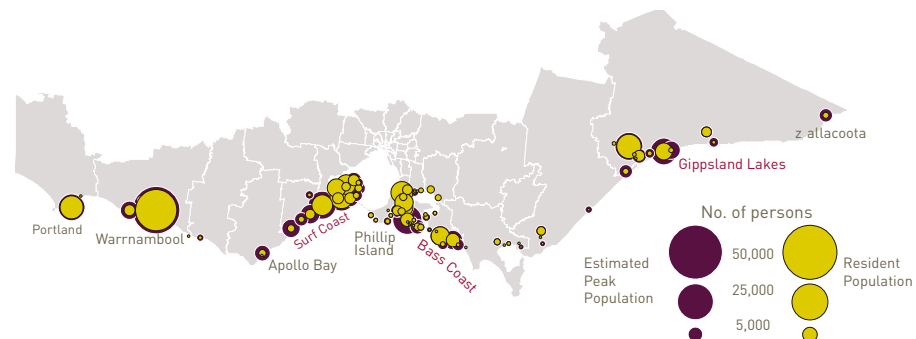 z allacoota
Gippsland Lakes
Portland
Warrnambool
Surf Coast
Phillip
Island
Bass Coast
Apollo Bay
No. of persons
Estimated
Peak
Population
50,000
25,000
5,000
Resident
Population